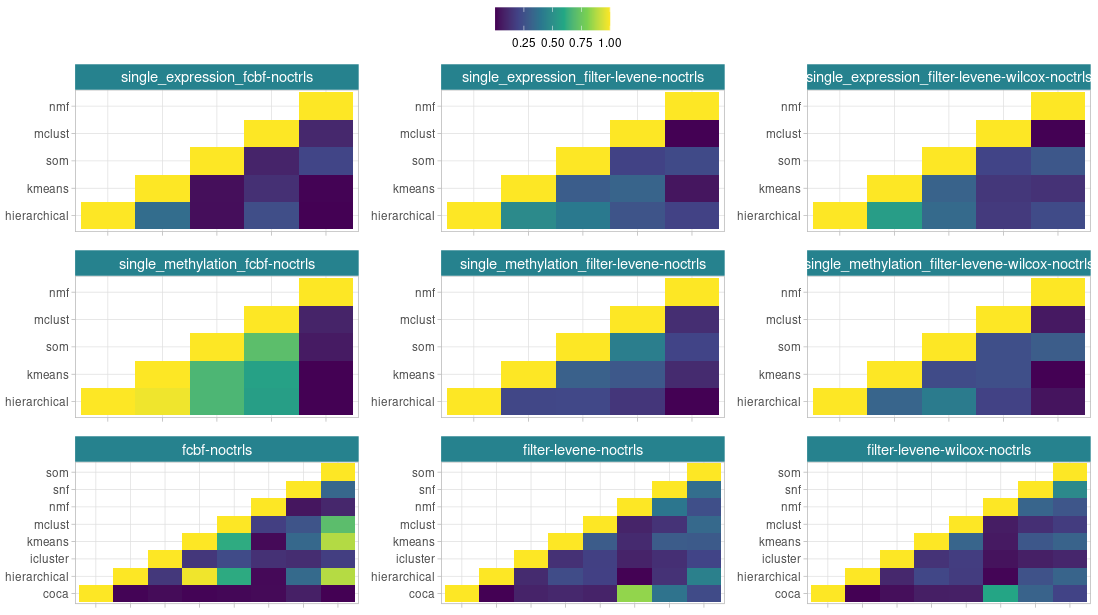 0.25 0.50 0.75 1.00
single_expression_fcbf-noctrls
single_expression_filter-levene-noctrls
single_expression_filter-levene-wilcox-noctrls
nmf
mclust
som
kmeans
hierarchical
nmf
mclust
som
kmeans
hierarchical
nmf
mclust
som
kmeans
hierarchical
single_methylation_fcbf-noctrls
single_methylation_filter-levene-noctrls
single_methylation_filter-levene-wilcox-noctrls
nmf
mclust
som
kmeans
hierarchical
nmf
mclust
som
kmeans
hierarchical
nmf
mclust
som
kmeans
hierarchical
fcbf-noctrls
filter-levene-noctrls
filter-levene-wilcox-noctrls
som
snf
nmf
mclust
kmeans
icluster
hierarchical
coca
som
snf
nmf
mclust
kmeans
icluster
hierarchical
coca
som
snf
nmf
mclust
kmeans
icluster
hierarchical
coca